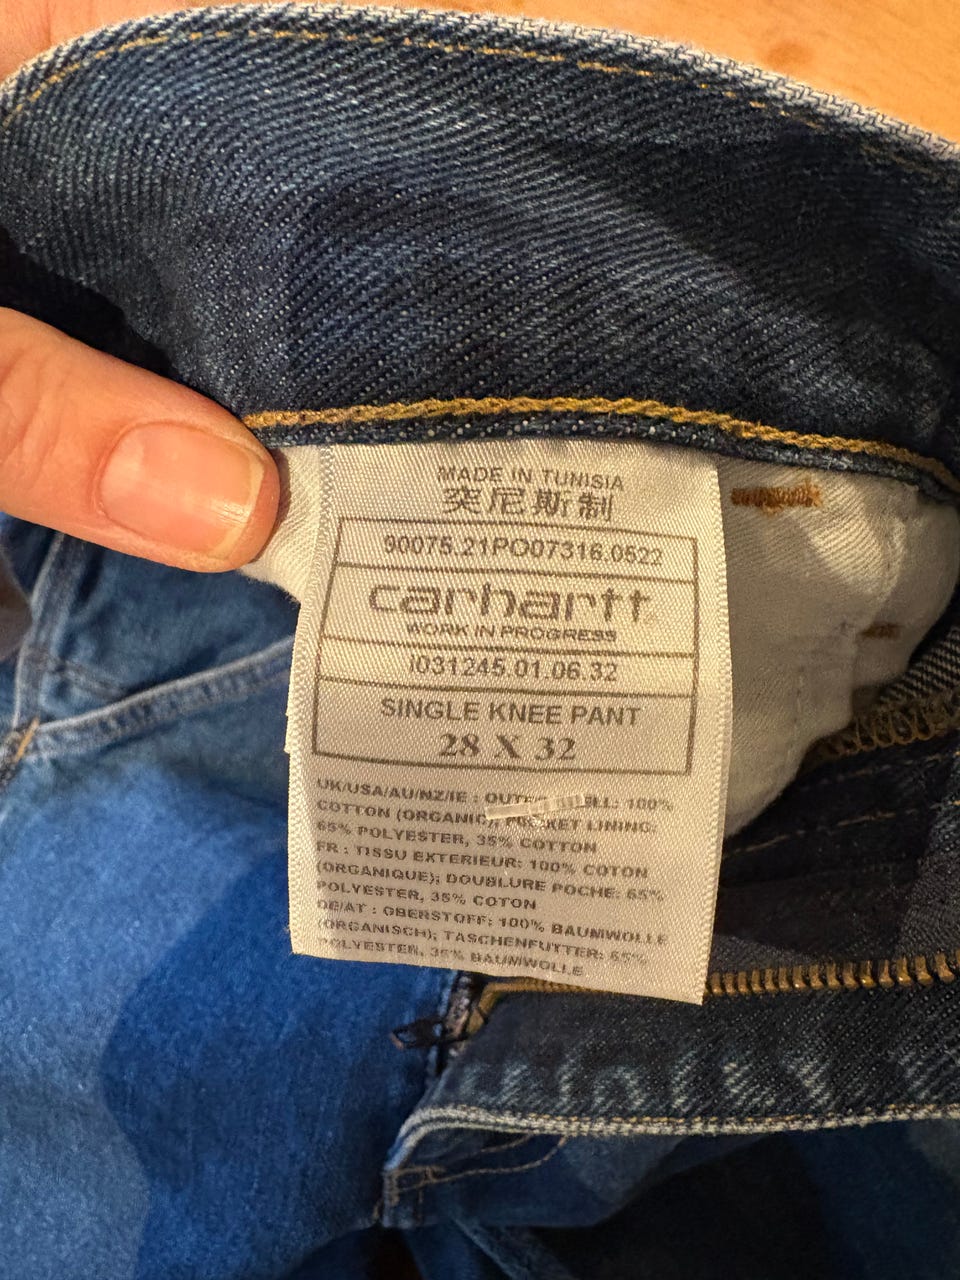 MADE IN TUNISIA
突尼斯制
90075.21PO07316.0522
carhartt
WORK IN PROGRESS
I031245.01.06.32
SINGLE KNEE PANT
28 X 32
UK/USA/AU/NZ/IE : 100%
COTTON (ORGANIC) LINING:
65% POLYESTER, 35% COTTON
FR : TISSU EXTERIEUR: 100% COTON
(ORGANIQUE); DOUBLURE POCHE: 65%
POLYESTER, 35% COTON
DE/AT : OBERSTOFF: 100% BAUMWOLLE
(ORGANISCH); TASCHENFUTTER: 65%
POLYESTER, 35% BAUMWOLLE